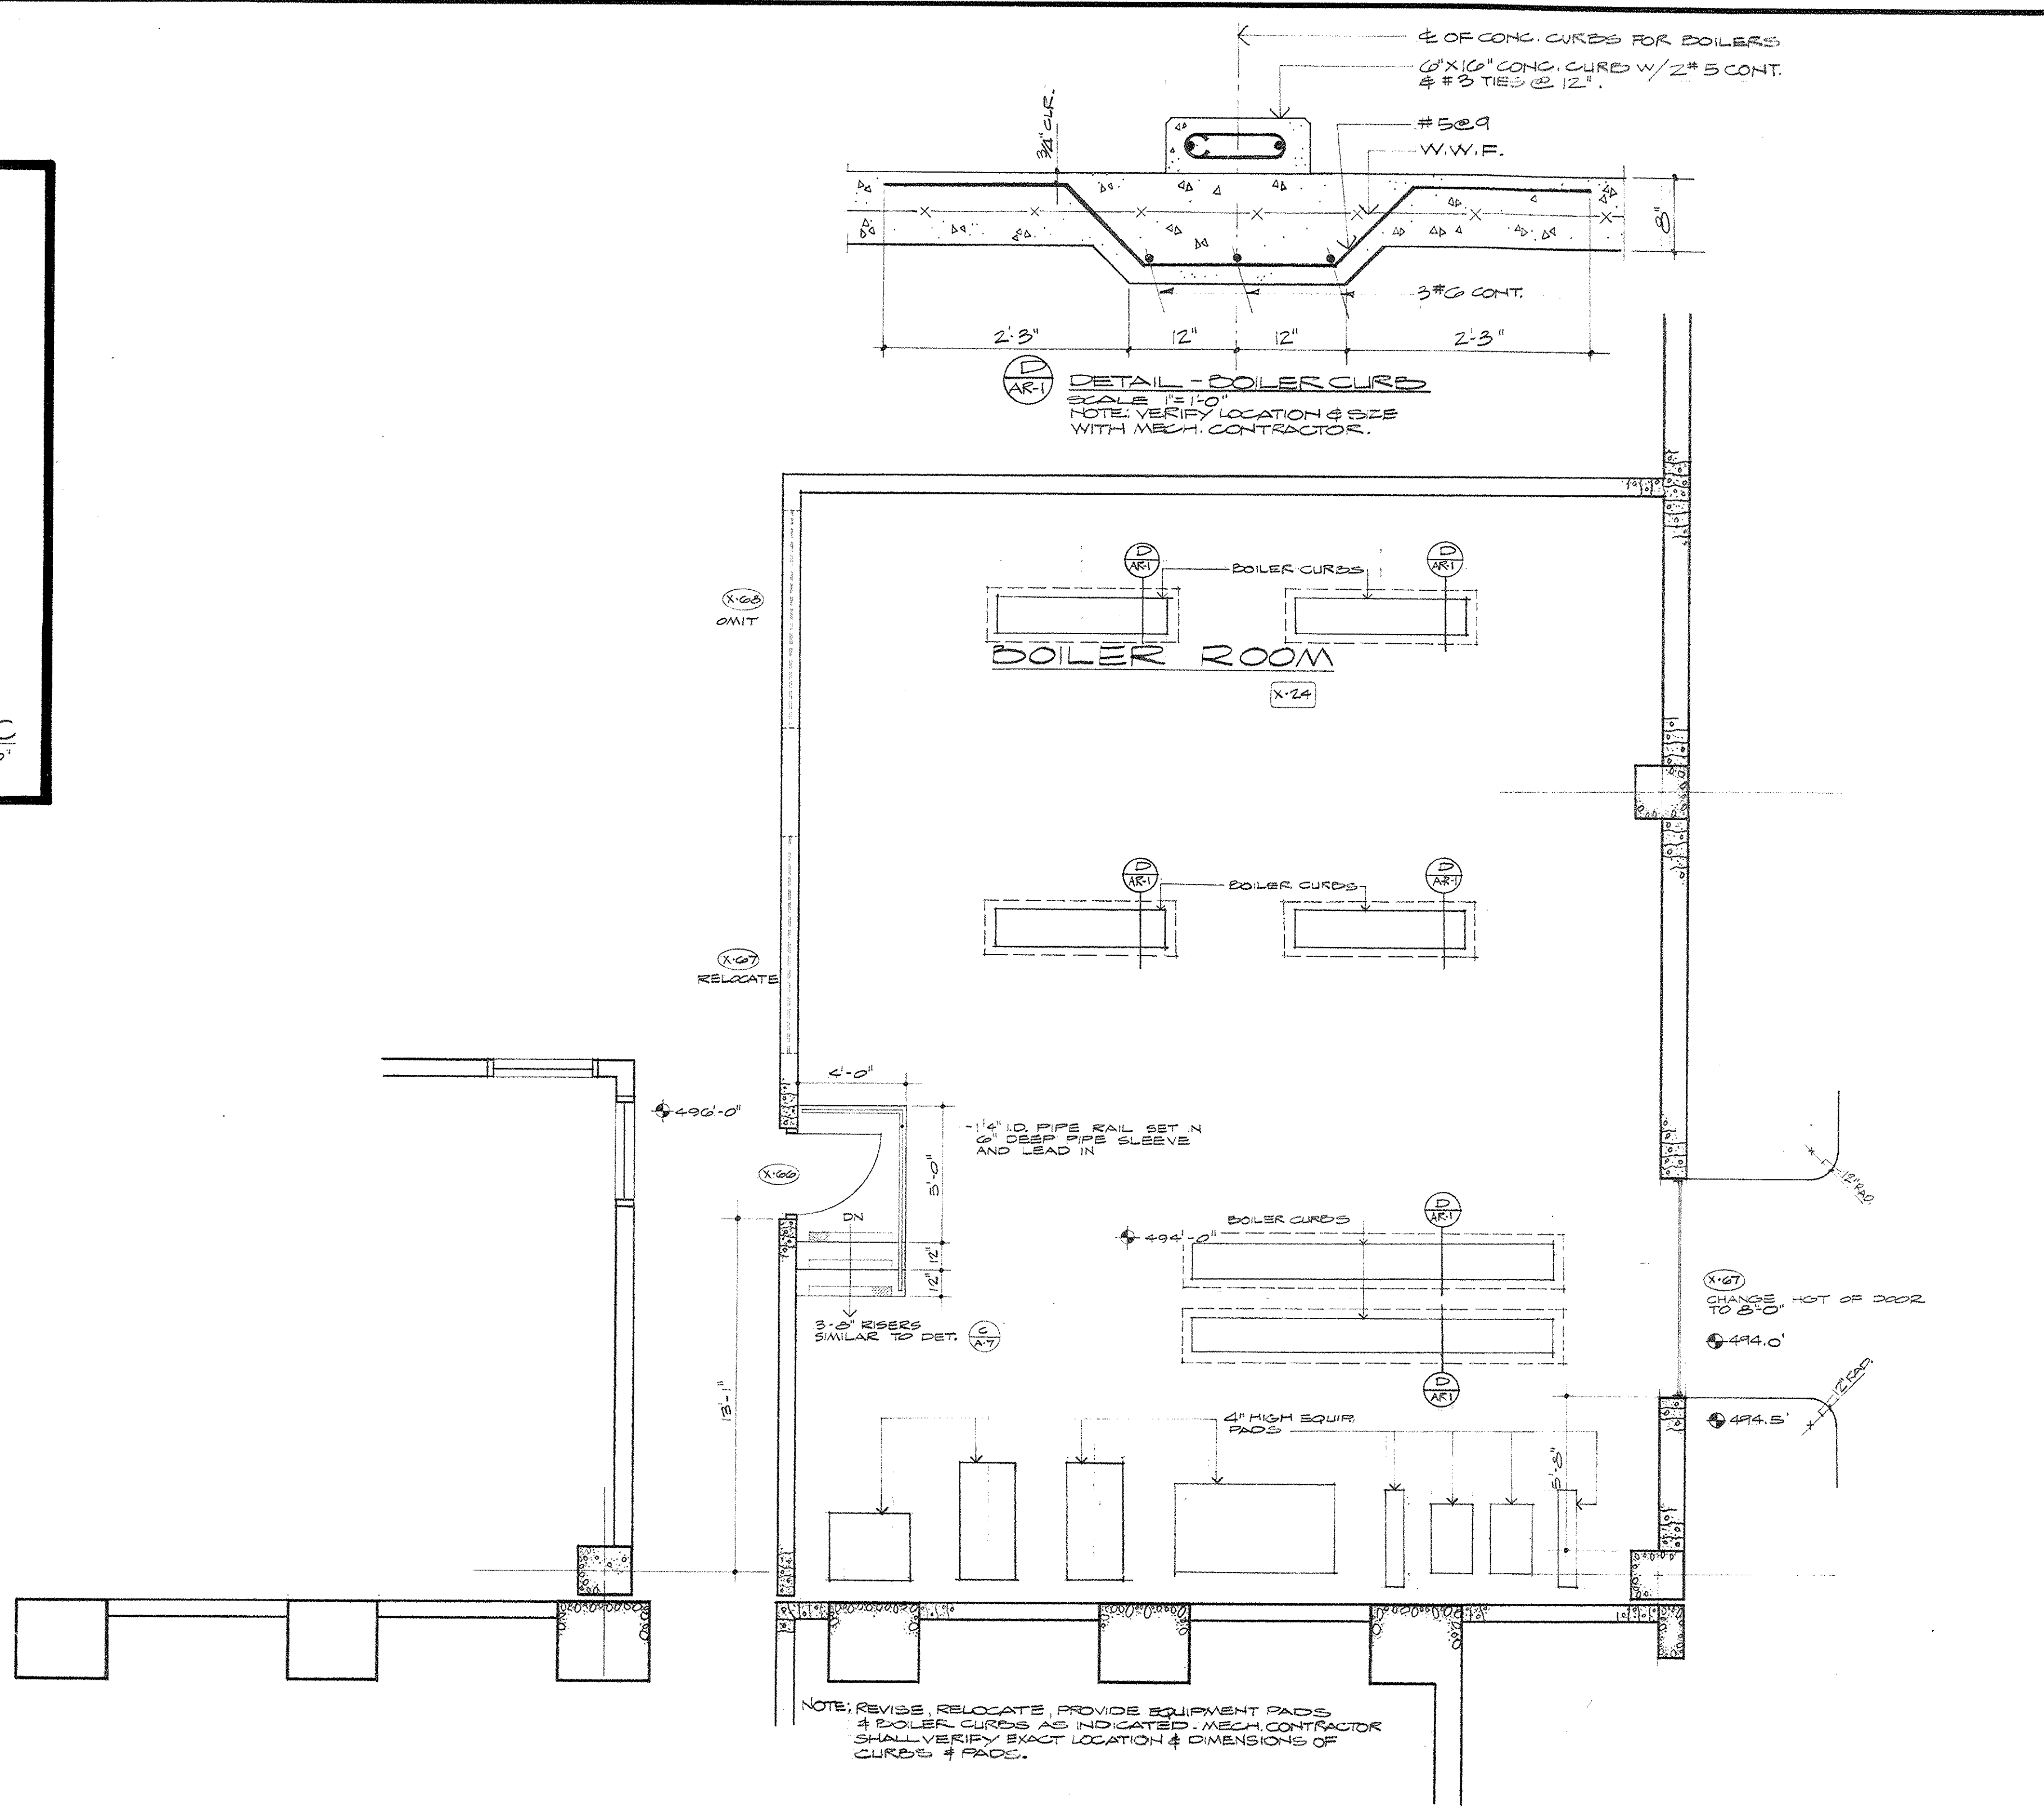 ℄ OF CONC. CURBS FOR BOILERS
6"X16" CONC. CURB W/2#5 CONT.
& #3 TIES @ 12".
3/4" CLR.
#5@9
W.W.F.
8"
3#6 CONT.
2'-3"
12"
12"
2'-3"
D
AR-1
DETAIL - BOILER CURB
SCALE 1"=1'-0"
NOTE: VERIFY LOCATION & SIZE
WITH MECH. CONTRACTOR.
D
AR-1
BOILER CURBS
D
AR-1
X-68
OMIT
BOILER ROOM
X-24
D
AR-1
BOILER CURBS
D
AR-1
X-67
RELOCATE
4'-0"
496'-0"
1 1/4" I.D. PIPE RAIL SET IN
6" DEEP PIPE SLEEVE
AND LEAD IN
X-66
5'-0"
12"RAD.
DN
BOILER CURBS
D
AR-1
494'-0"
12"
12"
X-67
CHANGE HGT OF DOOR
TO 8'-0"
3-8" RISERS
SIMILAR TO DET.
C
A-7
494.0'
13'-1"
D
AR1
12"RAD.
4" HIGH EQUIP.
PADS
494.5'
5'-8"
NOTE: REVISE, RELOCATE, PROVIDE EQUIPMENT PADS
& BOILER CURBS AS INDICATED. MECH. CONTRACTOR
SHALL VERIFY EXACT LOCATION & DIMENSIONS OF
CURBS & PADS.